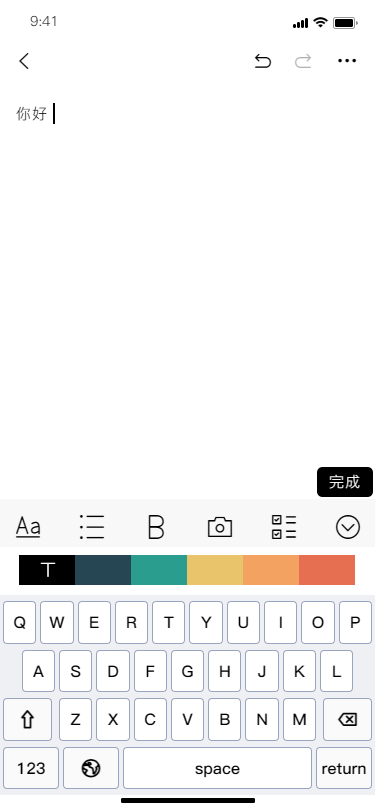 9:41
你好
完成
Aa
B
T
Q W E R T Y U I O P
A S D F G H J K L
Z X C V B N M
123 space return